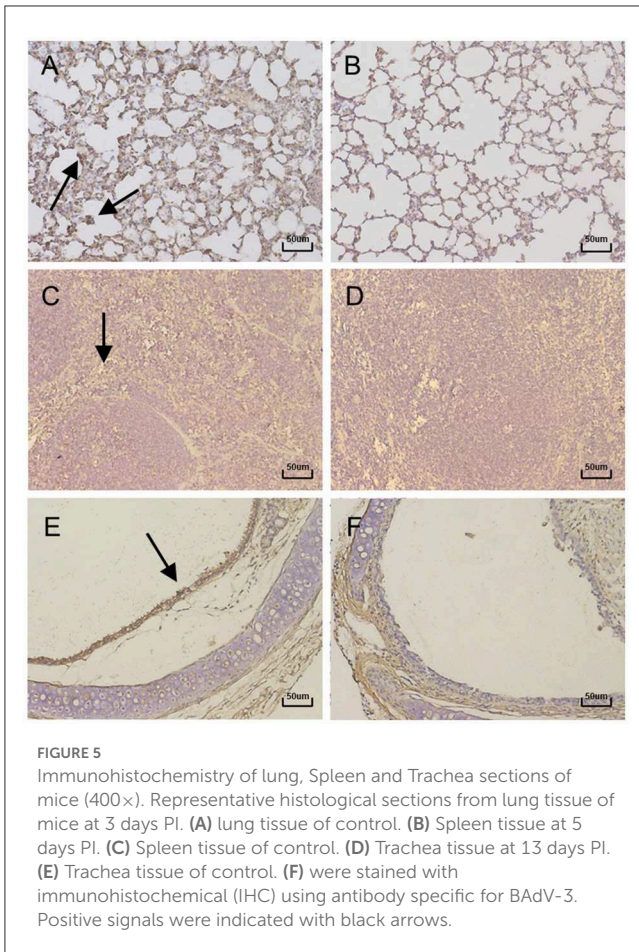 A
B
50um
50um
C
D
50um
50um
E
F
50um
50um
FIGURE 5
Immunohistochemistry of lung, Spleen and Trachea sections of
mice (400×). Representative histological sections from lung tissue of
mice at 3 days PI. (A) lung tissue of control. (B) Spleen tissue at 5
days PI. (C) Spleen tissue of control. (D) Trachea tissue at 13 days PI.
(E) Trachea tissue of control. (F) were stained with
immunohistochemical (IHC) using antibody specific for BAdV-3.
Positive signals were indicated with black arrows.